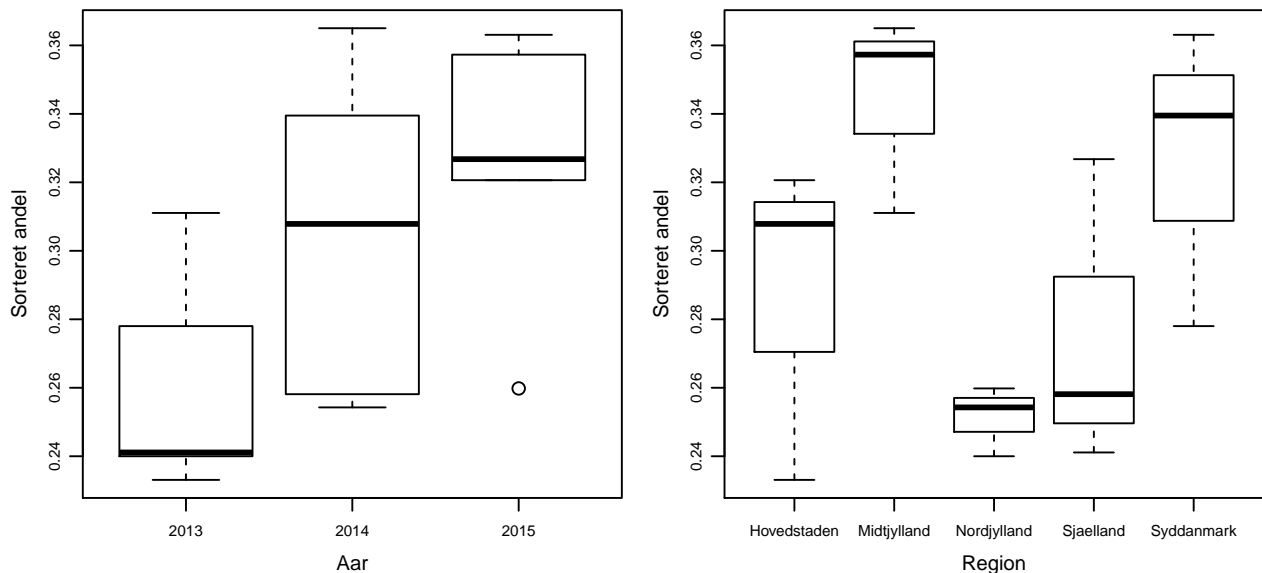 Sorteret andel
0.36
0.34
0.32
0.30
0.28
0.26
0.24
2013 2014 2015
Aar
Sorteret andel
0.36
0.34
0.32
0.30
0.28
0.26
0.24
Hovedstaden Midtjylland Nordjylland Sjaelland Syddanmark
Region